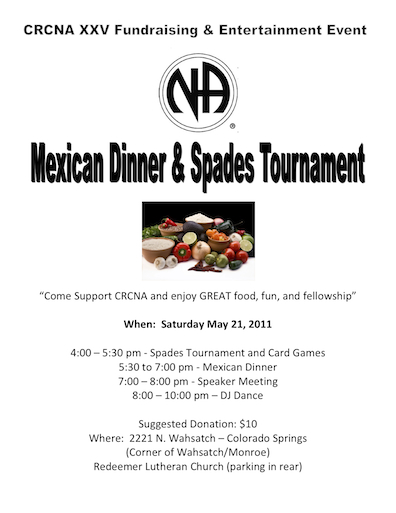 CRCNA XXV Fundraising & Entertainment Event
NA
®
Mexican Dinner & Spades Tournament
“Come Support CRCNA and enjoy GREAT food, fun, and fellowship”
When: Saturday May 21, 2011
4:00 – 5:30 pm - Spades Tournament and Card Games
5:30 to 7:00 pm - Mexican Dinner
7:00 – 8:00 pm - Speaker Meeting
8:00 – 10:00 pm – DJ Dance
Suggested Donation: $10
Where: 2221 N. Wahsatch – Colorado Springs
(Corner of Wahsatch/Monroe)
Redeemer Lutheran Church (parking in rear)